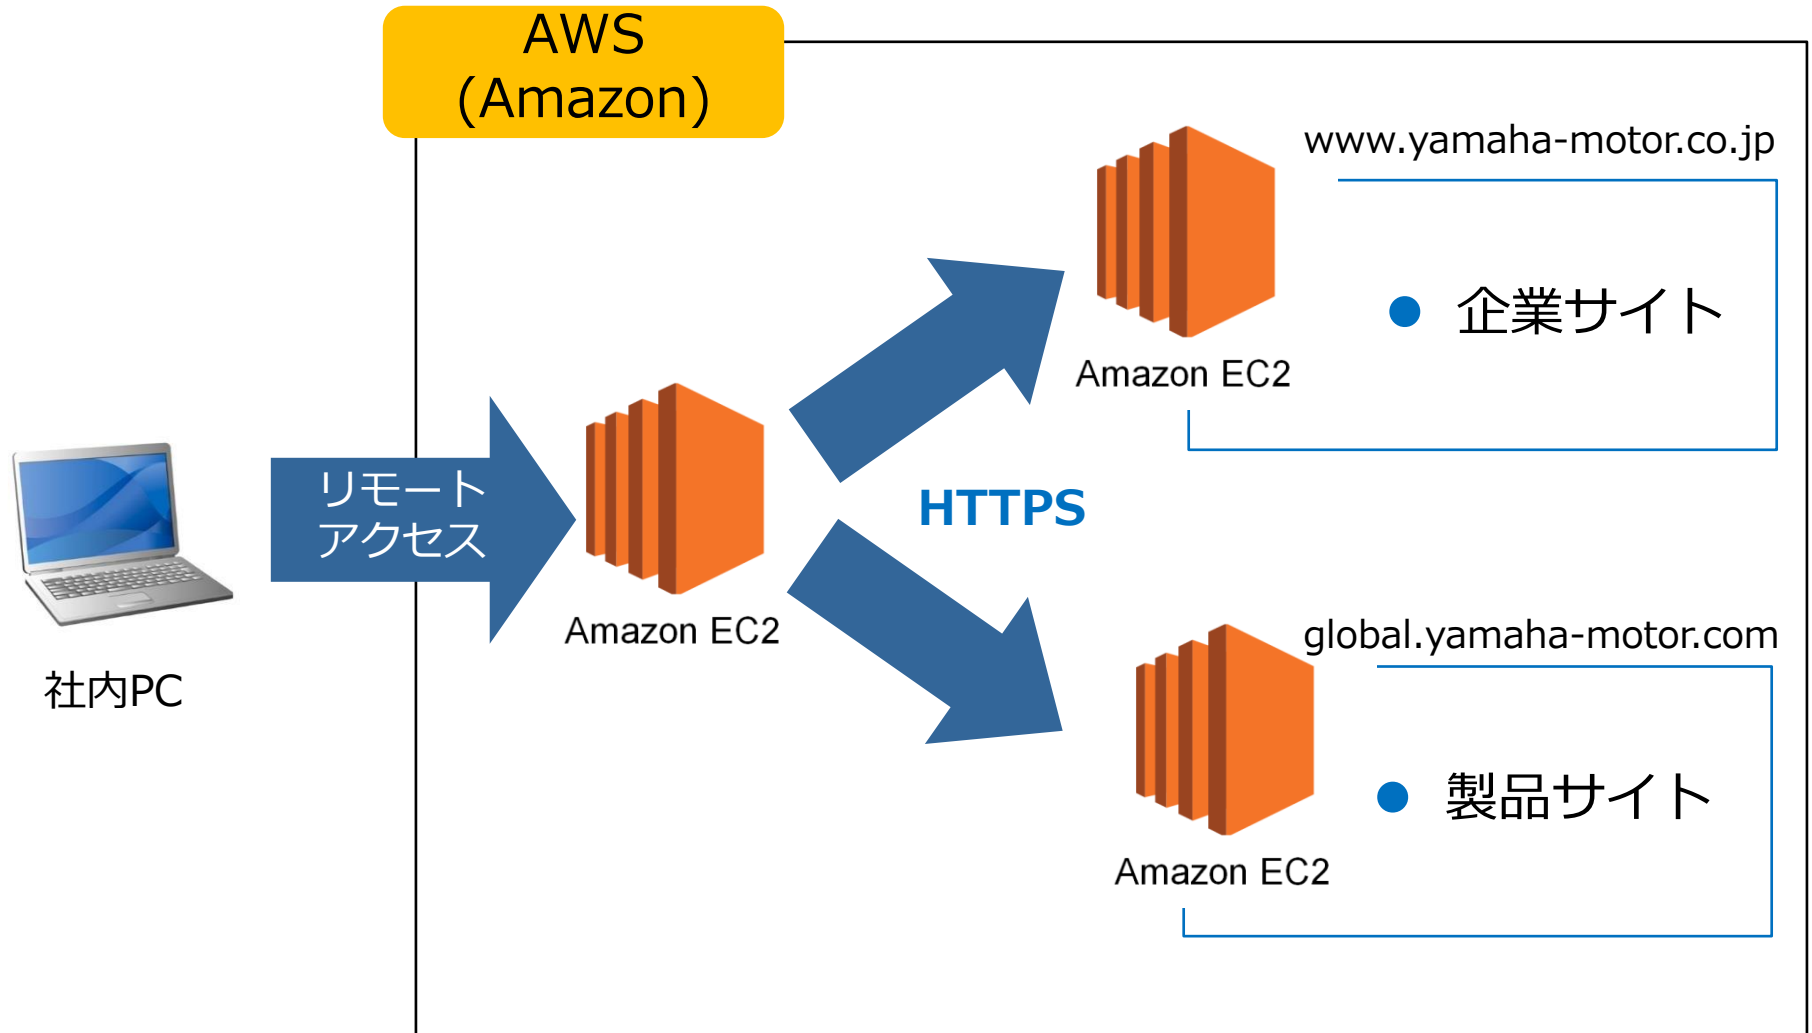 AWS
(Amazon)
www.yamaha-motor.co.jp
● 企業サイト
Amazon EC2
リモート
アクセス
HTTPS
Amazon EC2
社内PC
global.yamaha-motor.com
● 製品サイト
Amazon EC2